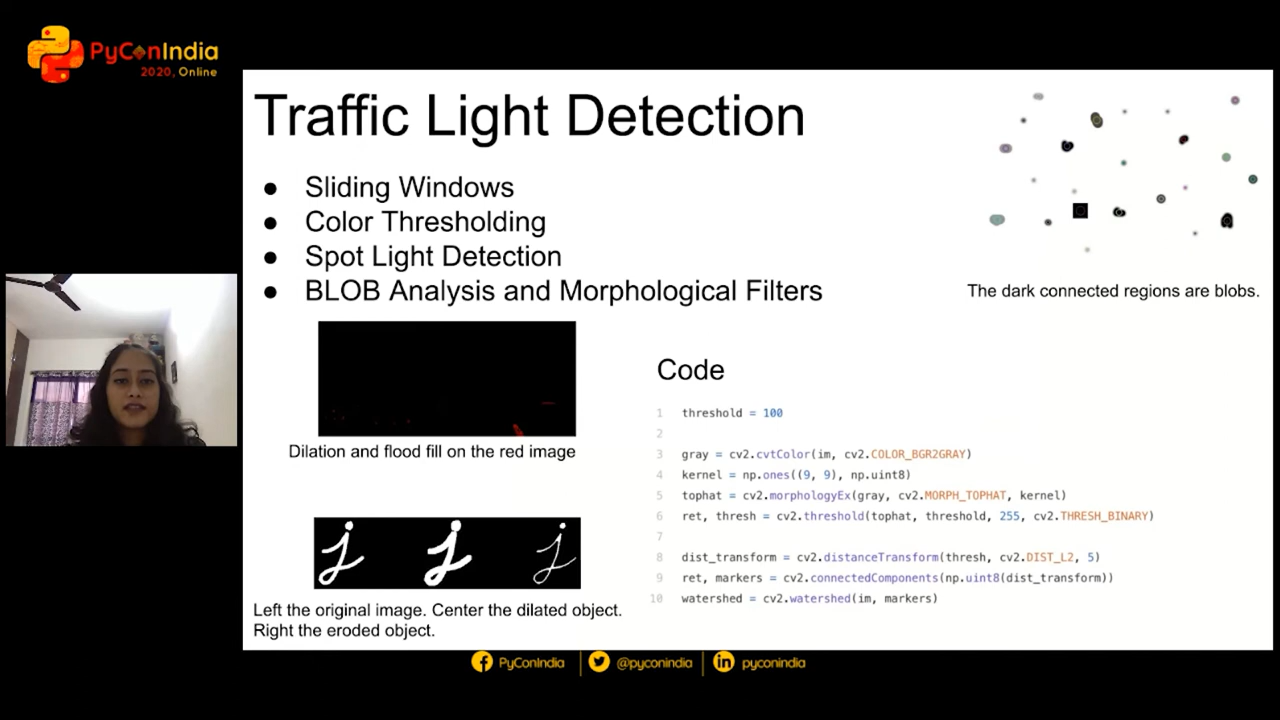 PyConIndia
2020, Online
Traffic Light Detection
● Sliding Windows
● Color Thresholding
● Spot Light Detection
● BLOB Analysis and Morphological Filters
The dark connected regions are blobs.
Dilation and flood fill on the red image
j j j
Left the original image. Center the dilated object.
Right the eroded object.
Code
1 threshold = 100
2
3 gray = cv2.cvtColor(im, cv2.COLOR_BGR2GRAY)
4 kernel = np.ones((9, 9), np.uint8)
5 tophat = cv2.morphologyEx(gray, cv2.MORPH_TOPHAT, kernel)
6 ret, thresh = cv2.threshold(tophat, threshold, 255, cv2.THRESH_BINARY)
7
8 dist_transform = cv2.distanceTransform(thresh, cv2.DIST_L2, 5)
9 ret, markers = cv2.connectedComponents(np.uint8(dist_transform))
10 watershed = cv2.watershed(im, markers)
PyConIndia @pyconindia pyconindia